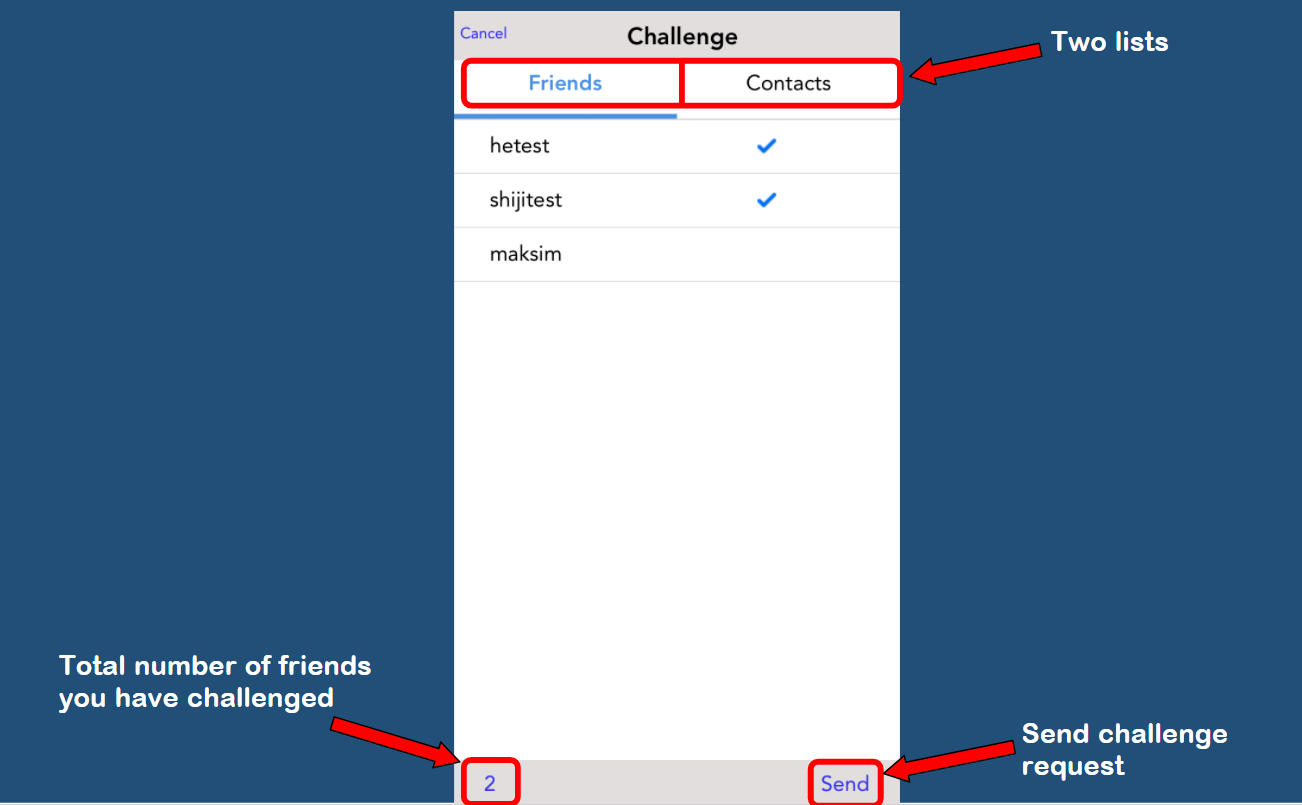 Cancel
Challenge
Two lists
Friends
Contacts
hetest
shijitest
maksim
Total number of friends
you have challenged
Send challenge
request
2
Send